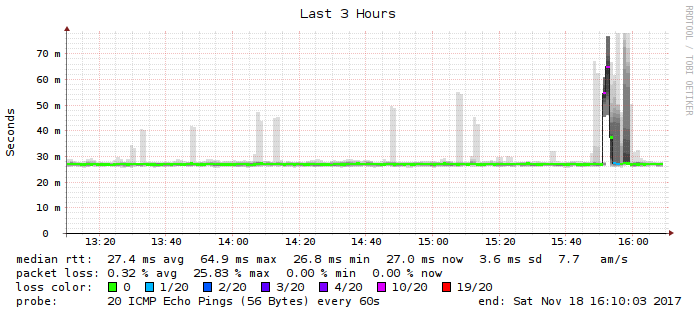 Last 3 Hours
RRDTOOL / TOBI OETIKER
Seconds
70 m
60 m
50 m
40 m
30 m
20 m
10 m
0
13:20 13:40 14:00 14:20 14:40 15:00 15:20 15:40 16:00
median rtt: 27.4 ms avg 64.9 ms max 26.8 ms min 27.0 ms now 3.6 ms sd 7.7 am/s
packet loss: 0.32 % avg 25.83 % max 0.00 % min 0.00 % now
loss color: 0 1/20 2/20 3/20 4/20 10/20 19/20
probe: 20 ICMP Echo Pings (56 Bytes) every 60s end: Sat Nov 18 16:10:03 2017